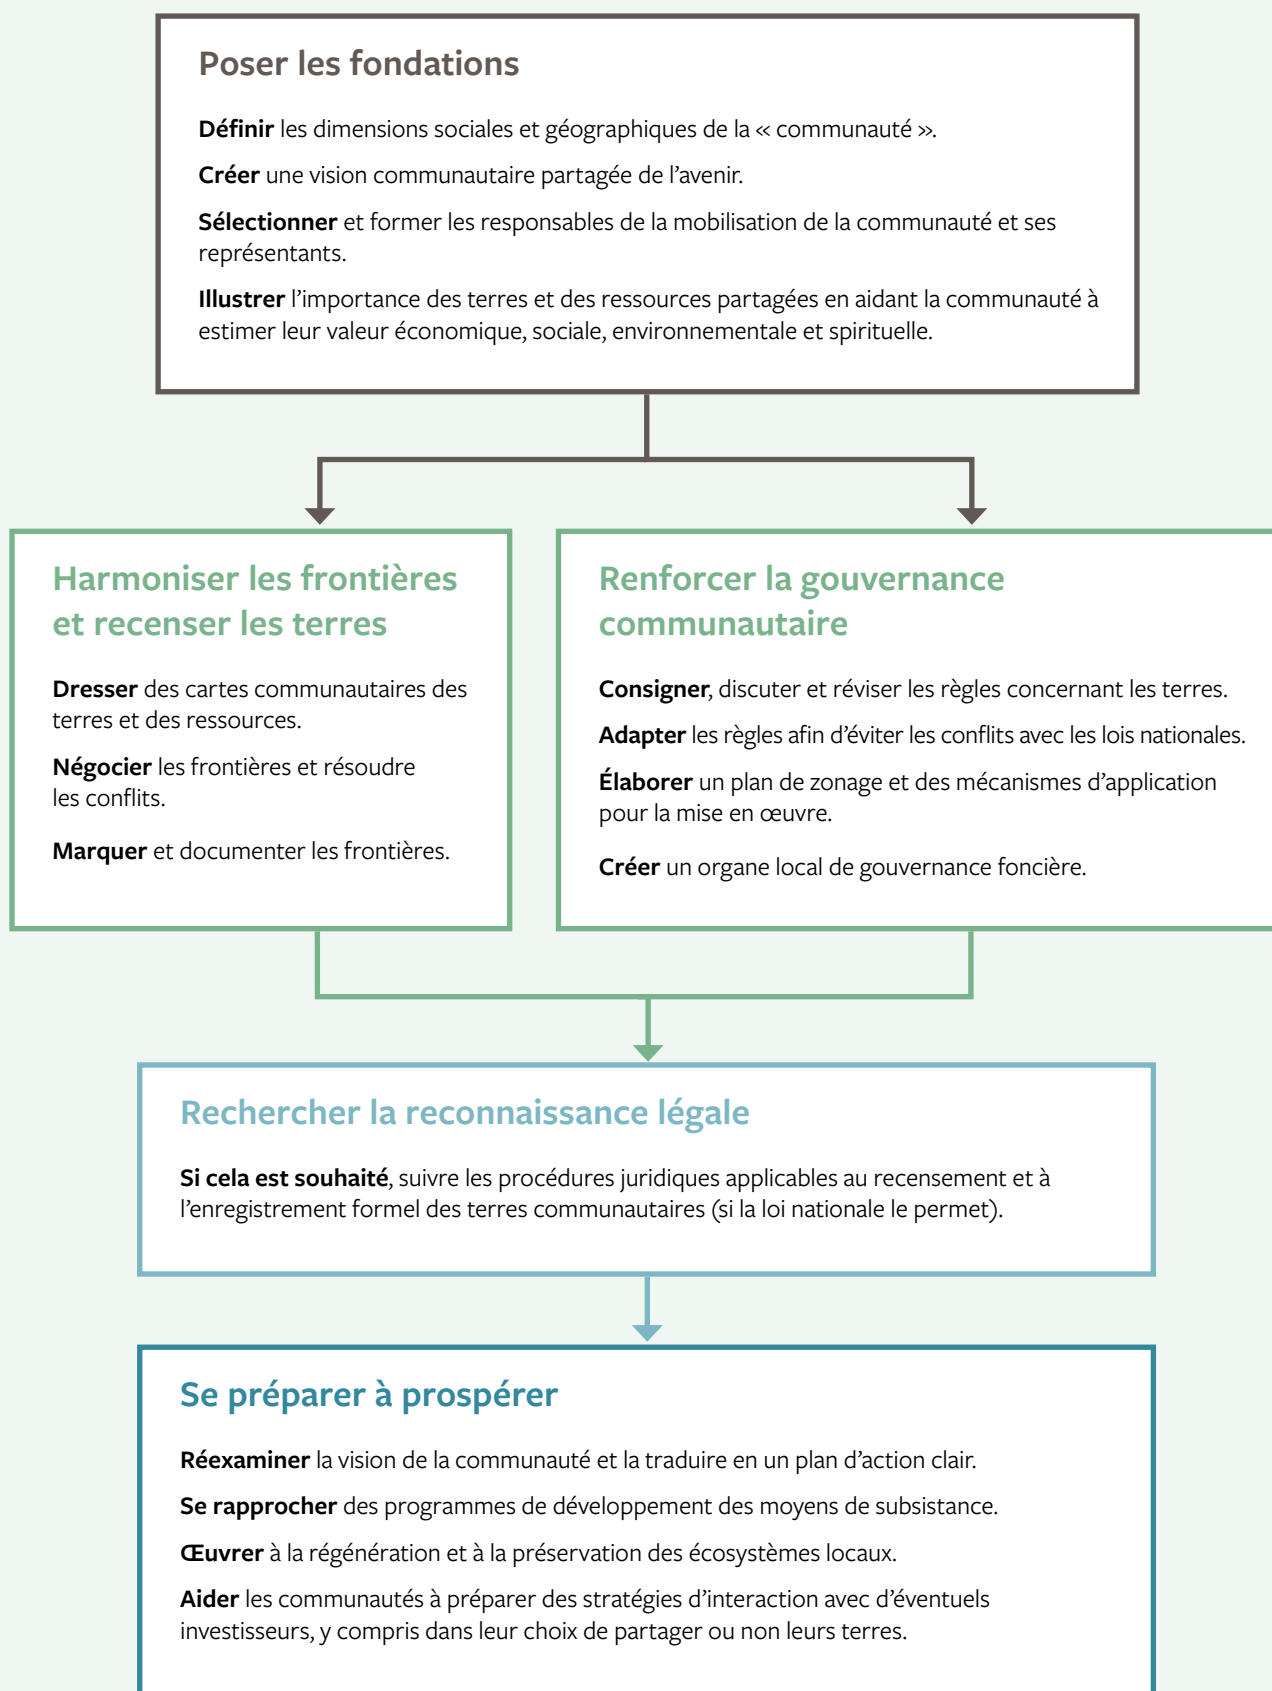 Poser les fondations
Définir les dimensions sociales et géographiques de la « communauté ».
Créer une vision communautaire partagée de l’avenir.
Sélectionner et former les responsables de la mobilisation de la communauté et ses
représentants.
Illustrer l’importance des terres et des ressources partagées en aidant la communauté à
estimer leur valeur économique, sociale, environnementale et spirituelle.
Harmoniser les frontières
et recenser les terres
Dresser des cartes communautaires des
terres et des ressources.
Négocier les frontières et résoudre
les conflits.
Marquer et documenter les frontières.
Renforcer la gouvernance
communautaire
Consigner, discuter et réviser les règles concernant les terres.
Adapter les règles afin d’éviter les conflits avec les lois nationales.
Élaborer un plan de zonage et des mécanismes d’application
pour la mise en œuvre.
Créer un organe local de gouvernance foncière.
Rechercher la reconnaissance légale
Si cela est souhaité, suivre les procédures juridiques applicables au recensement et à
l’enregistrement formel des terres communautaires (si la loi nationale le permet).
Se préparer à prospérer
Réexaminer la vision de la communauté et la traduire en un plan d’action clair.
Se rapprocher des programmes de développement des moyens de subsistance.
Œuvrer à la régénération et à la préservation des écosystèmes locaux.
Aider les communautés à préparer des stratégies d’interaction avec d’éventuels
investisseurs, y compris dans leur choix de partager ou non leurs terres.